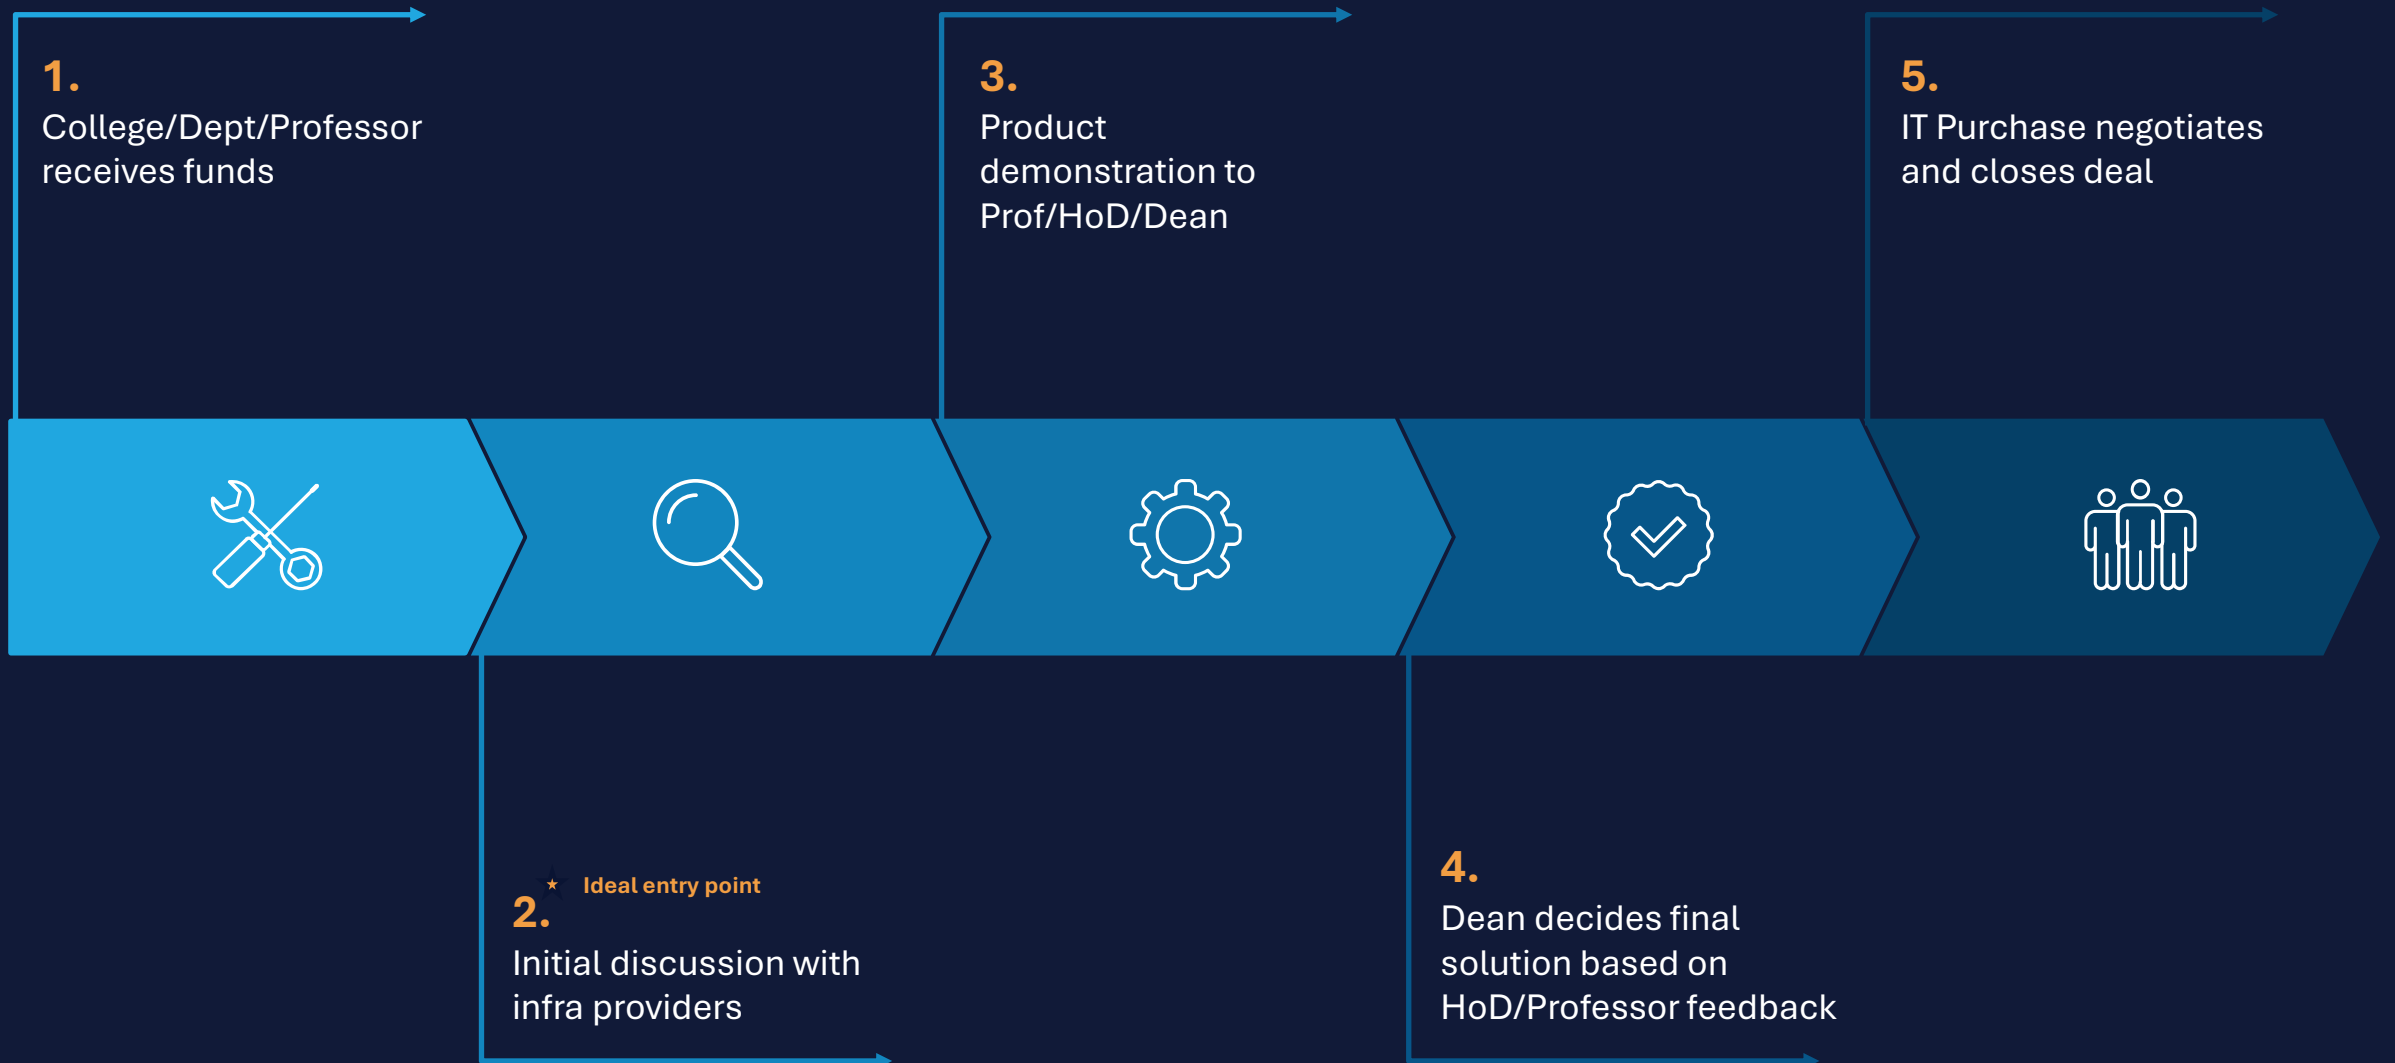 1.
College/Dept/Professor
receives funds
Ideal entry point
2.
Initial discussion with
infra providers
3.
Product
demonstration to
Prof/HoD/Dean
4.
Dean decides final
solution based on
HoD/Professor feedback
5.
IT Purchase negotiates
and closes deal